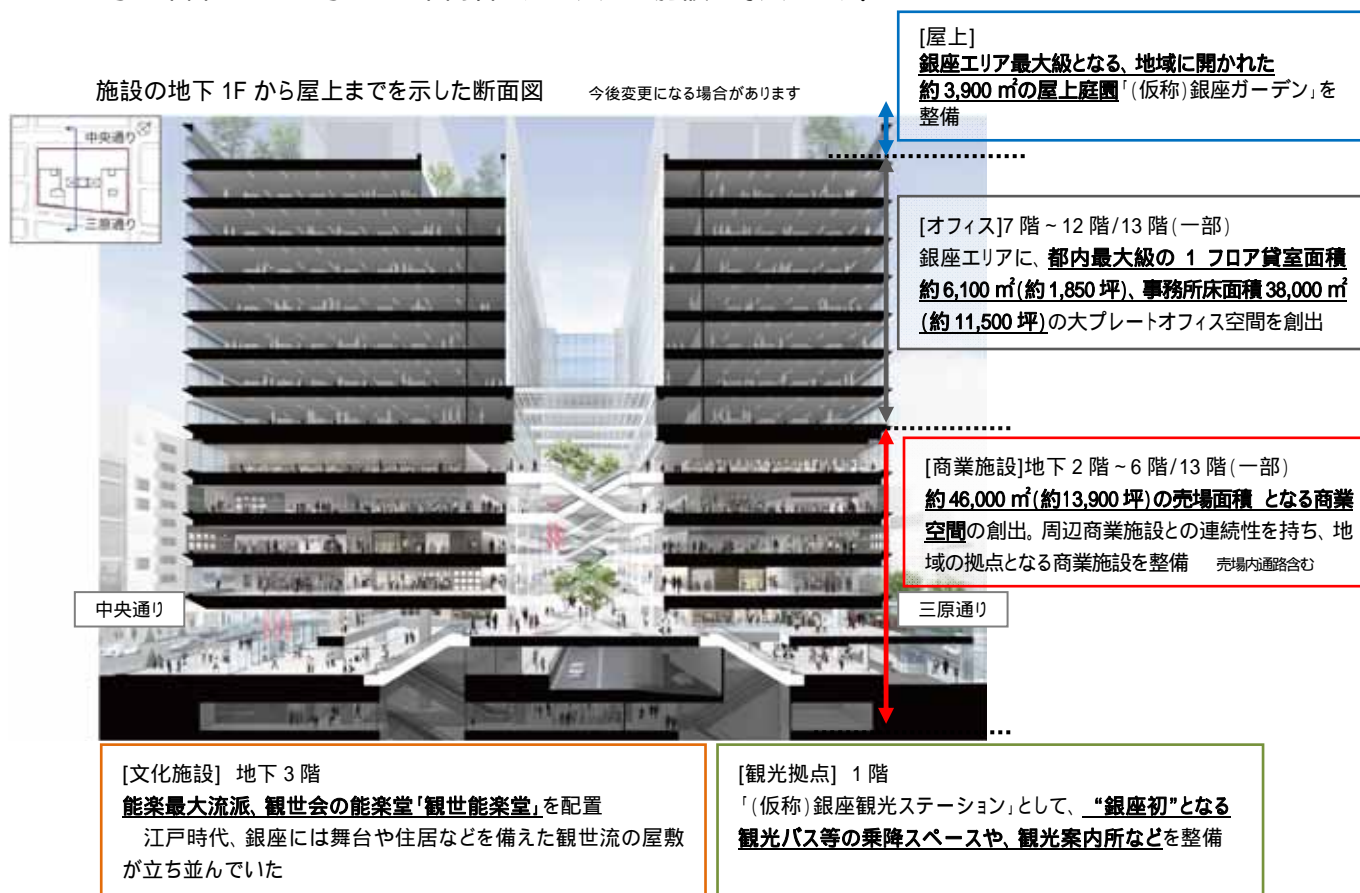 施設の地下 1F から屋上までを示した断面図　今後変更になる場合があります
中央通り
三原通り
[屋上]
銀座エリア最大級となる、地域に開かれた
約 3,900 ㎡の屋上庭園「(仮称)銀座ガーデン」を
整備
[オフィス]7 階 ~ 12 階/13 階(一部)
銀座エリアに、都内最大級の 1 フロア貸室面積
約 6,100 ㎡(約 1,850 坪)、事務所床面積 38,000 ㎡
(約 11,500 坪)の大プレートオフィス空間を創出
[商業施設]地下 2 階 ~ 6 階/13 階(一部)
約 46,000 ㎡(約13,900 坪)の売場面積 となる商業
空間の創出。周辺商業施設との連続性を持ち、地
域の拠点となる商業施設を整備　売場内通路含む
中央通り
三原通り
[文化施設] 地下 3 階
能楽最大流派、観世会の能楽堂「観世能楽堂」を配置
江戸時代、銀座には舞台や住居などを備えた観世流の屋敷
が立ち並んでいた
[観光拠点] 1 階
「(仮称)銀座観光ステーション」として、 “銀座初”となる
観光バス等の乗降スペースや、観光案内所などを整備